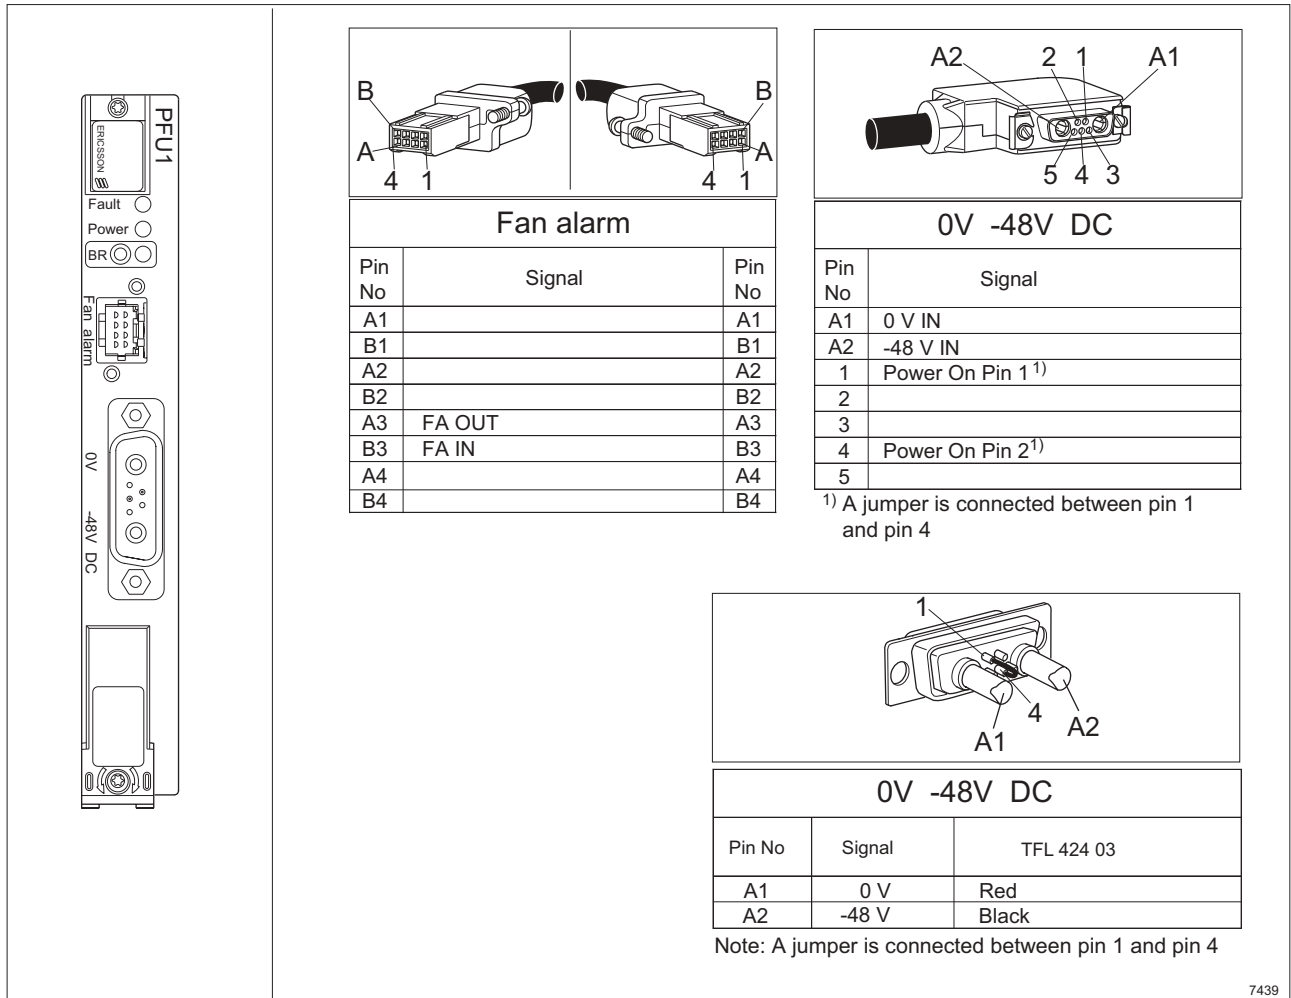 PFU1
ERICSSON
Fault
Power
BR
Fan alarm
0V -48V DC
B
A
4 1
B
A
4 1
Fan alarm
Pin No Signal Pin No
A1 A1
B1 B1
A2 A2
B2 B2
A3 FA OUT A3
B3 FA IN B3
A4 A4
B4 B4
A2 2 1 A1
5 4 3
0V -48V DC
Pin No Signal
A1 0 V IN
A2 -48 V IN
1 Power On Pin 1 1)
2
3
4 Power On Pin 2 1)
5
1) A jumper is connected between pin 1
and pin 4
1
4
A1
A2
0V -48V DC
Pin No Signal TFL 424 03
A1 0 V Red
A2 -48 V Black
Note: A jumper is connected between pin 1 and pin 4
7439